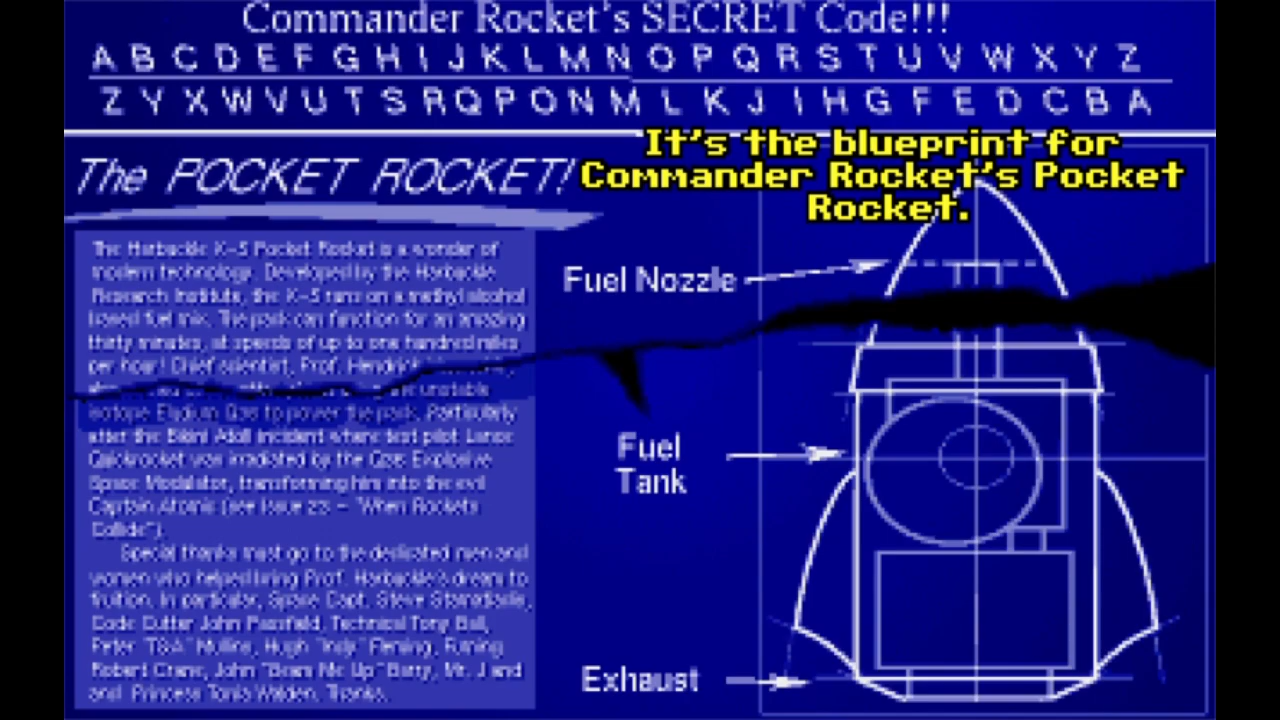 Commander Rocket's SECRET Code!!!
A B C D E F G H I J K L M N O P Q R S T U V W X Y Z
Z Y X W V U T S R Q P O N M L K J I H G F E D C B A
It's the blueprint for
Commander Rocket's Pocket
Rocket.
The POCKET ROCKET!
The Harbuckle K-5 Pocket Rocket is a wonder of
modern technology. Developed by the Harbuckle
Research Institute, the K-5 runs on a methyl alcohol
based fuel mix. The pack can function for an amazing
thirty minutes, at speeds of up to one hundred miles
per hour! Chief scientist, Prof. Hendrick
unstable
isotope Elydium Q36 to power the pack. Particularly
after the Bikini Atoll incident where test pilot Lance
Quickrocket was irradiated by the Q36 Explosive
Space Modulator, transforming him into the evil
Captain Atomic (see issue 23 - "When Rockets
Collide").
Special thanks must go to the dedicated men and
women who helped bring Prof. Harbuckle's dream to
fruition. In particular, Space Capt. Steve
Code Cutter John Passfield, Technical Tony Ball,
Peter "T&A" Mullins, Hugh "Indy" Fleming, Fuming
Robert Crane, John "Beam Me Up" Barry, Mr. J and
and Princess Tonia Walden. Thanks.
Fuel Nozzle
Fuel
Tank
Exhaust